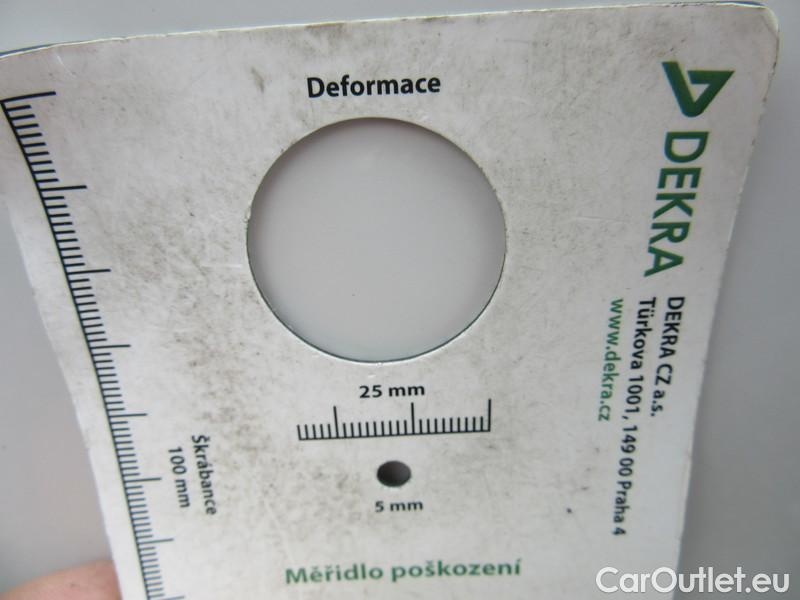 Deformace
25 mm
5 mm
Škrábance
100 mm
Měřidlo poškození
DEKRA
DEKRA CZ a.s.
Türkova 1001, 149 00 Praha 4
www.dekra.cz
CarOutlet.eu